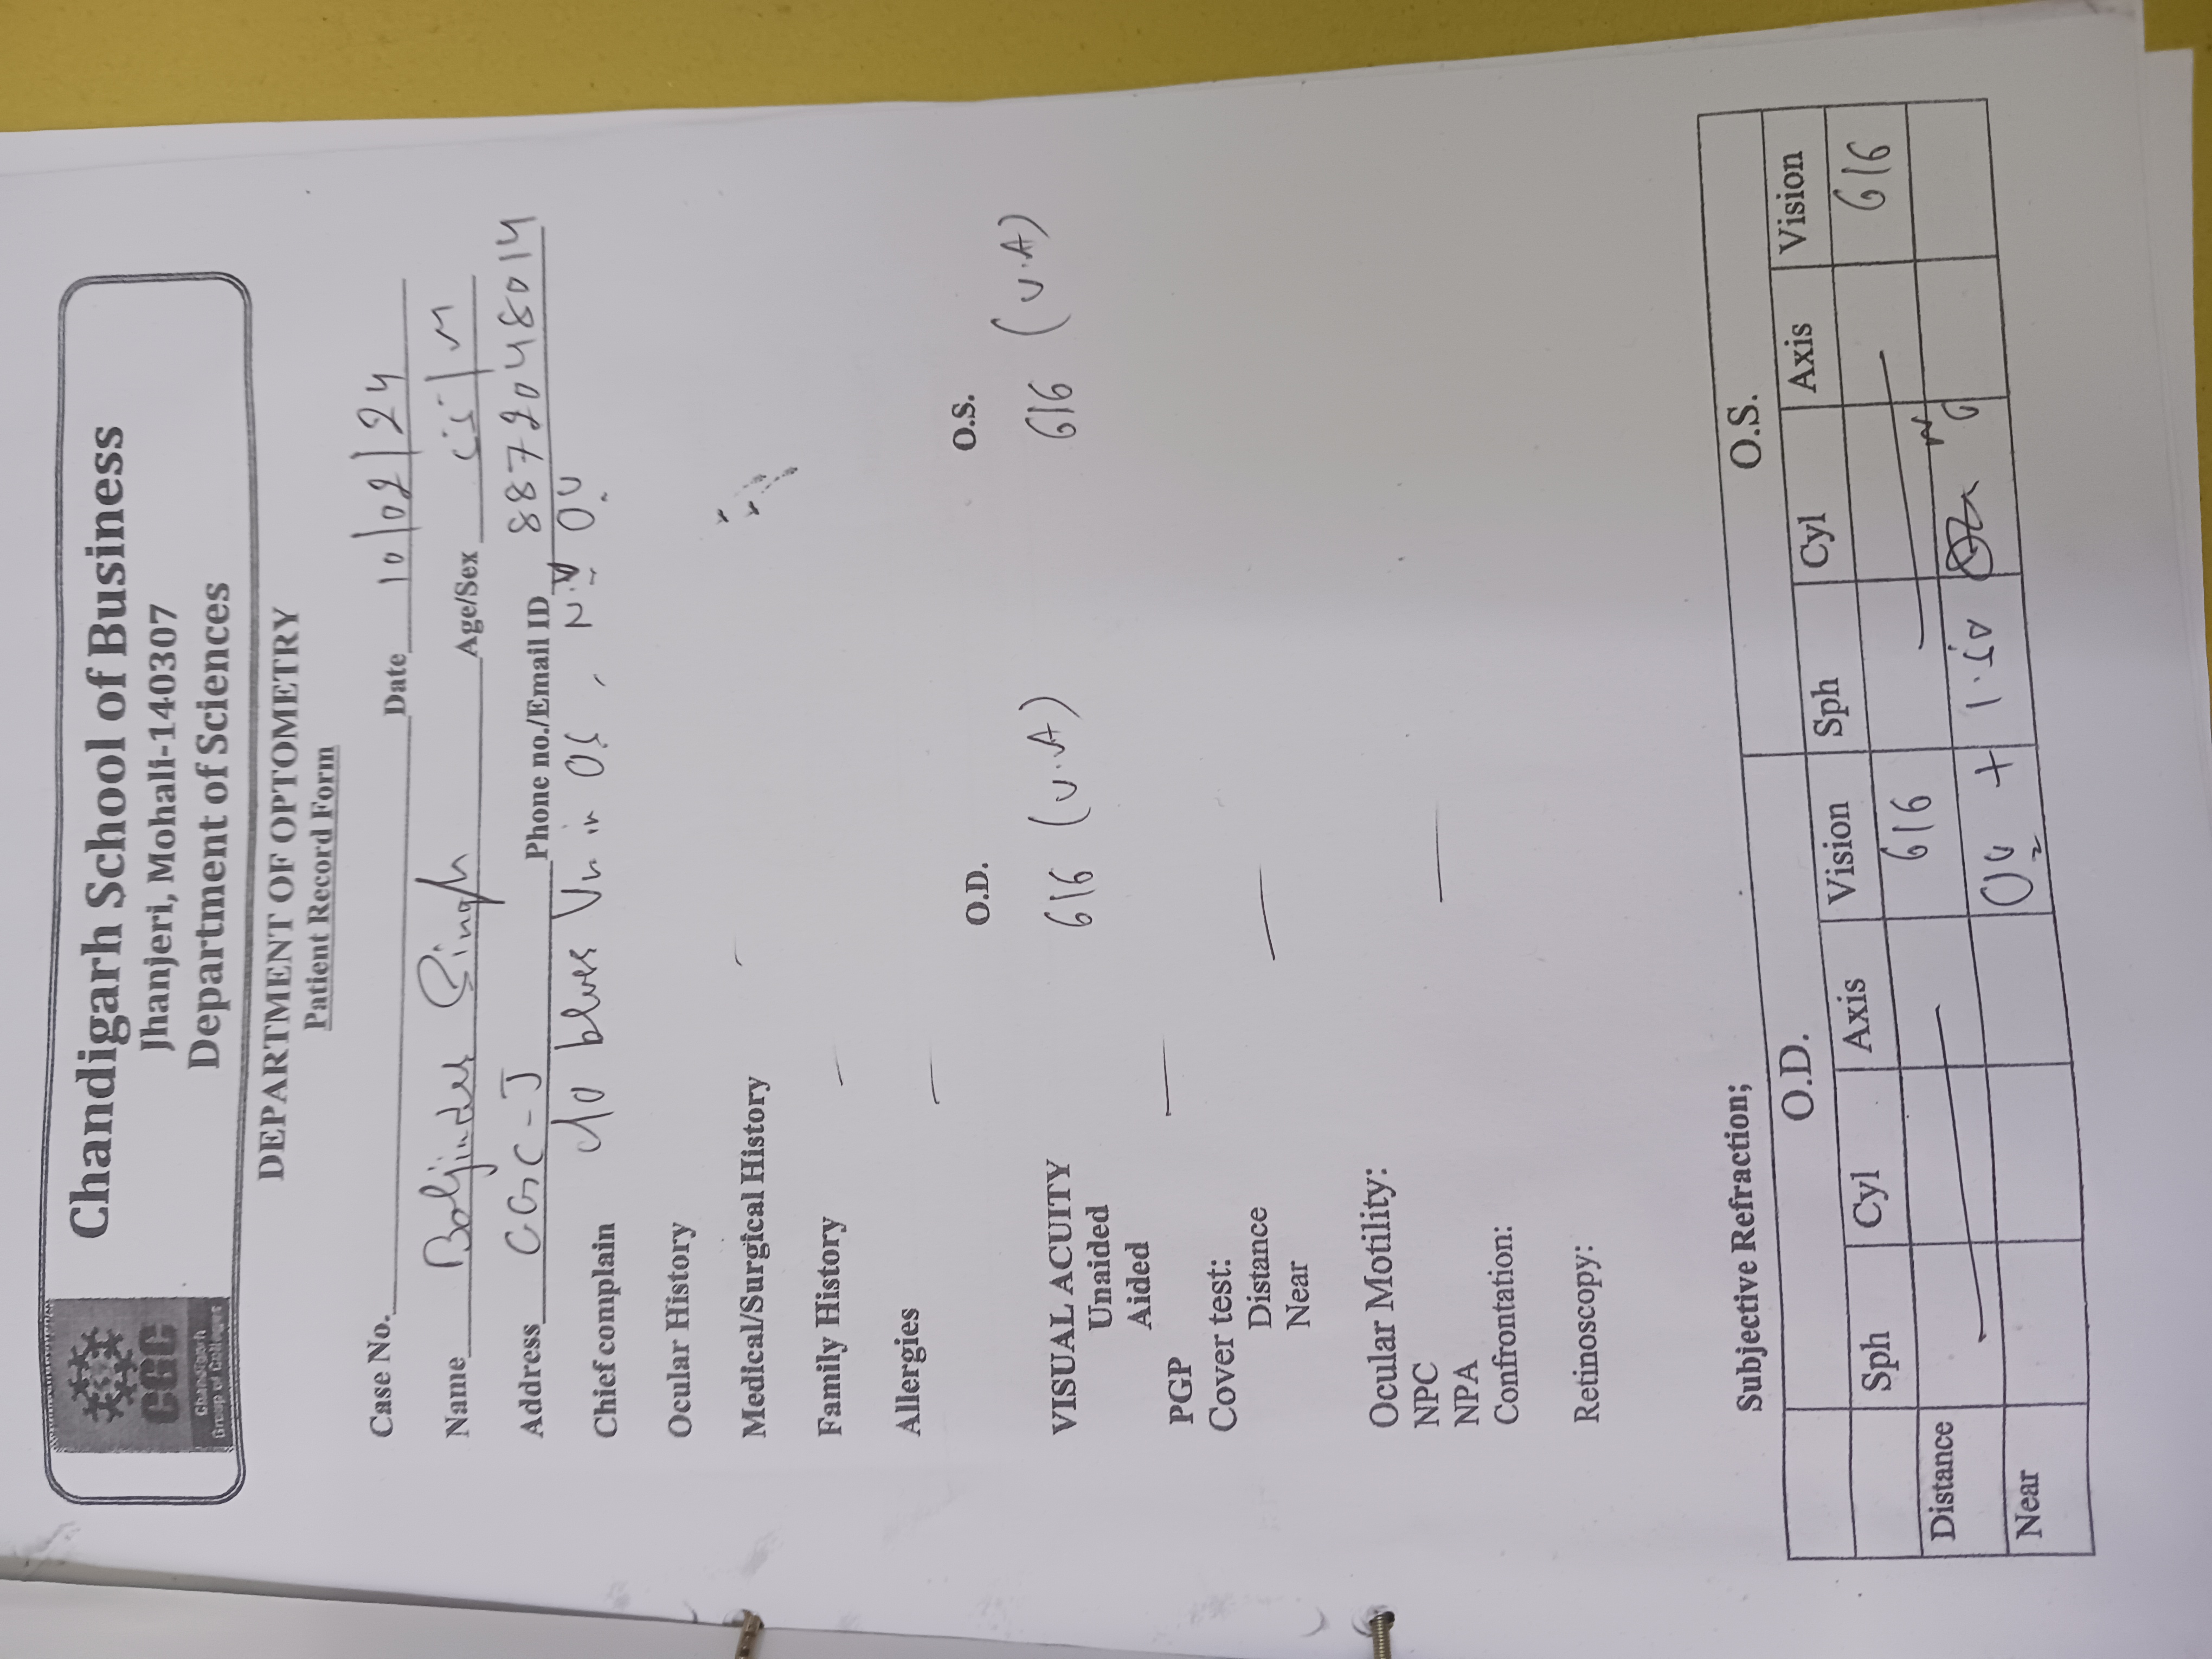 CGC
Chandigarh
Group of Colleges
Chandigarh School of Business
Jhanjeri, Mohali-140307
Department of Sciences
DEPARTMENT OF OPTOMETRY
Patient Record Form
Case No. Date 10/02/24
Name Baljinder Singh Age/Sex / M
Address CGC-J Phone no./Email ID 8872048014
Chief complain c/o in OS, OU
Ocular History
Medical/Surgical History —
Family History —
Allergies —
O.D. O.S.
VISUAL ACUITY 6/6 (V.A) 6/6 (V.A)
Unaided
Aided
PGP —
Cover test:
Distance —
Near
Ocular Motility:
NPC —
NPA
Confrontation:
Retinoscopy:
Subjective Refraction;
O.D. O.S.
Sph Cyl Axis Vision Sph Cyl Axis Vision
Distance — 6/6 — 6/6
Near OU + 1.50 N6